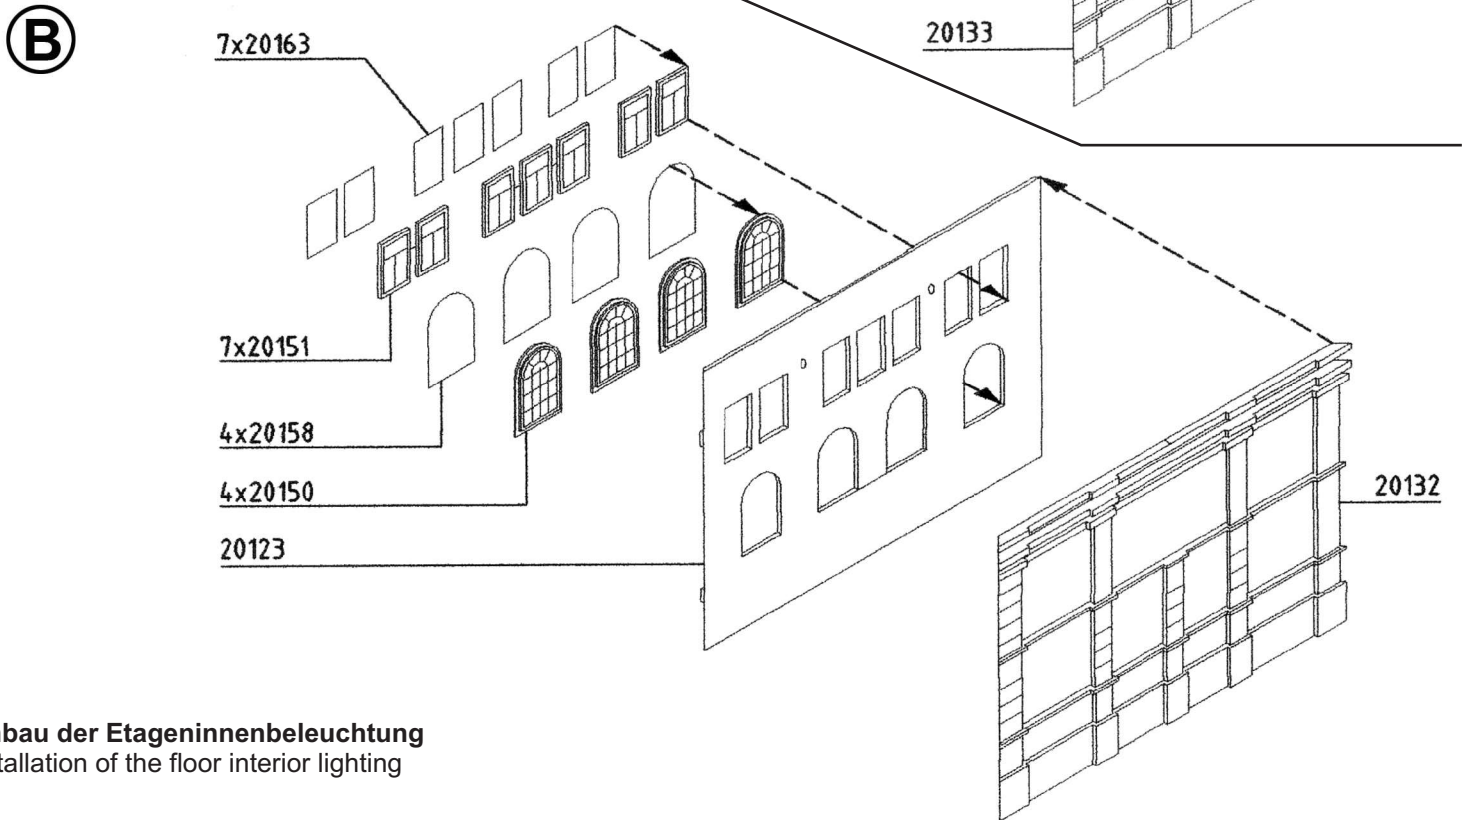 B
7x20163
20133
7x20151
4x20158
4x20150
20123
20132
bau der Etageninnenbeleuchtung
tallation of the floor interior lighting